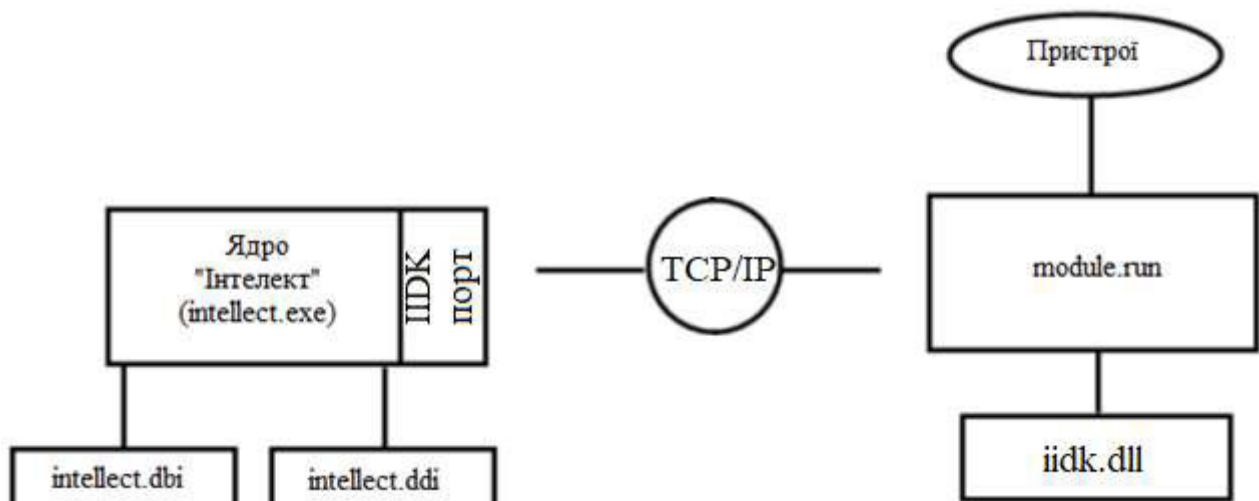 Пристрої
Ядро
"Інтелект"
(intellect.exe)
IIDK
порт
TCP/IP
module.run
intellect.dbi
intellect.ddi
iidk.dll